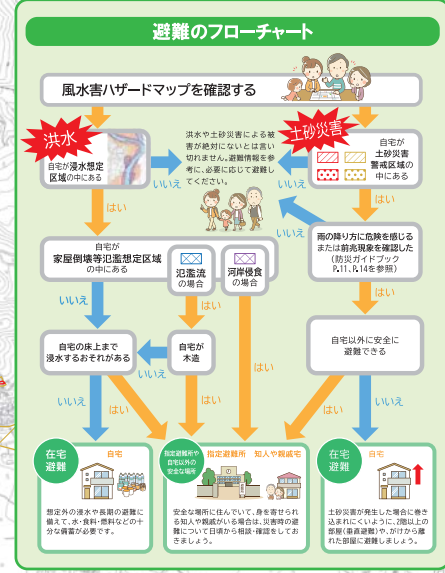 避難のフローチャート
風水害ハザードマップを確認する
洪水
自宅が浸水想定
区域の中にある
いいえ
洪水や土砂災害による被
害が絶対にないとは言い
切れません。避難情報を参
考に、必要に応じて避難し
てください。
いいえ
土砂災害
自宅が
土砂災害
警戒区域の
中にある
はい
はい
いいえ
雨の降り方に危険を感じる
または前兆現象を確認した
(防災ガイドブック
P.11、P.14を参照)
自宅が
家屋倒壊等氾濫想定区域
の中にある
氾濫流
の場合
河岸侵食
の場合
いいえ
はい
はい
自宅の床上まで
浸水するおそれがある
いいえ
自宅が
木造
はい
自宅以外に安全に
避難できる
いいえ
はい
はい
はい
いいえ
在宅
避難
自宅
想定外の浸水や長期の避難に
備えて、水・食料・燃料などの十
分な備蓄が必要です。
指定避難所や
自宅以外の
安全な場所
指定避難所 知人や親戚宅
安全な場所に住んでいて、身を寄せられ
る知人や親戚がいる場合は、災害時の避
難について日頃から相談・確認をしてお
きましょう。
在宅
避難
自宅
土砂災害が発生した場合に巻き
込まれにくいように、2階以上の
部屋(垂直避難)や、がけから離
れた部屋に避難しましょう。